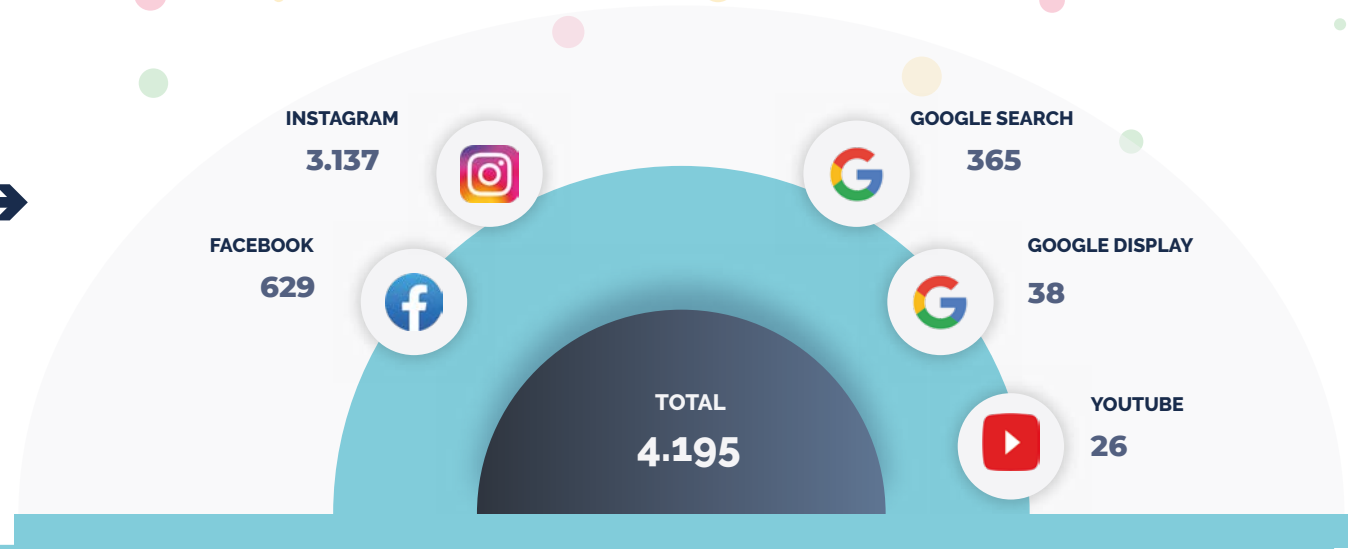 INSTAGRAM
3.137
FACEBOOK
629
GOOGLE SEARCH
365
GOOGLE DISPLAY
38
YOUTUBE
26
TOTAL
4.195